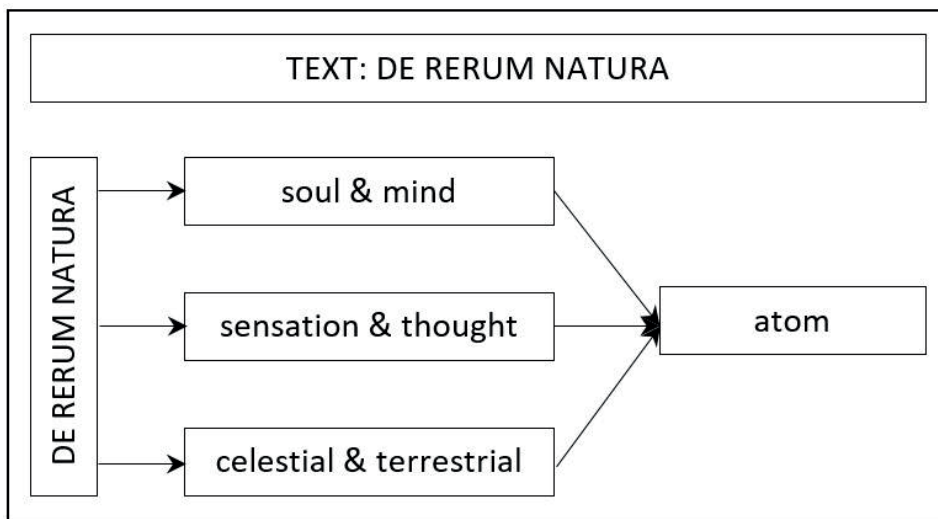 TEXT: DE RERUM NATURA
DE RERUM NATURA
soul & mind
sensation & thought
celestial & terrestrial
atom